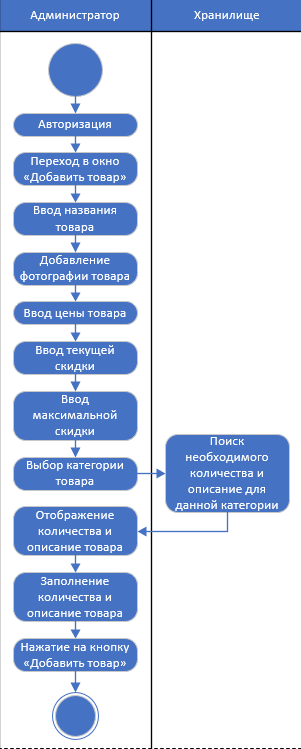 Администратор
Хранилище
Авторизация
Переход в окно
«Добавить товар»
Ввод названия
товара
Добавление
фотографии товара
Ввод цены товара
Ввод текущей
скидки
Ввод
максимальной
скидки
Выбор категории
товара
Поиск
необходимого
количества и
описание для
данной категории
Отображение
количества и
описание товара
Заполнение
количества и
описание товара
Нажатие на кнопку
«Добавить товар»